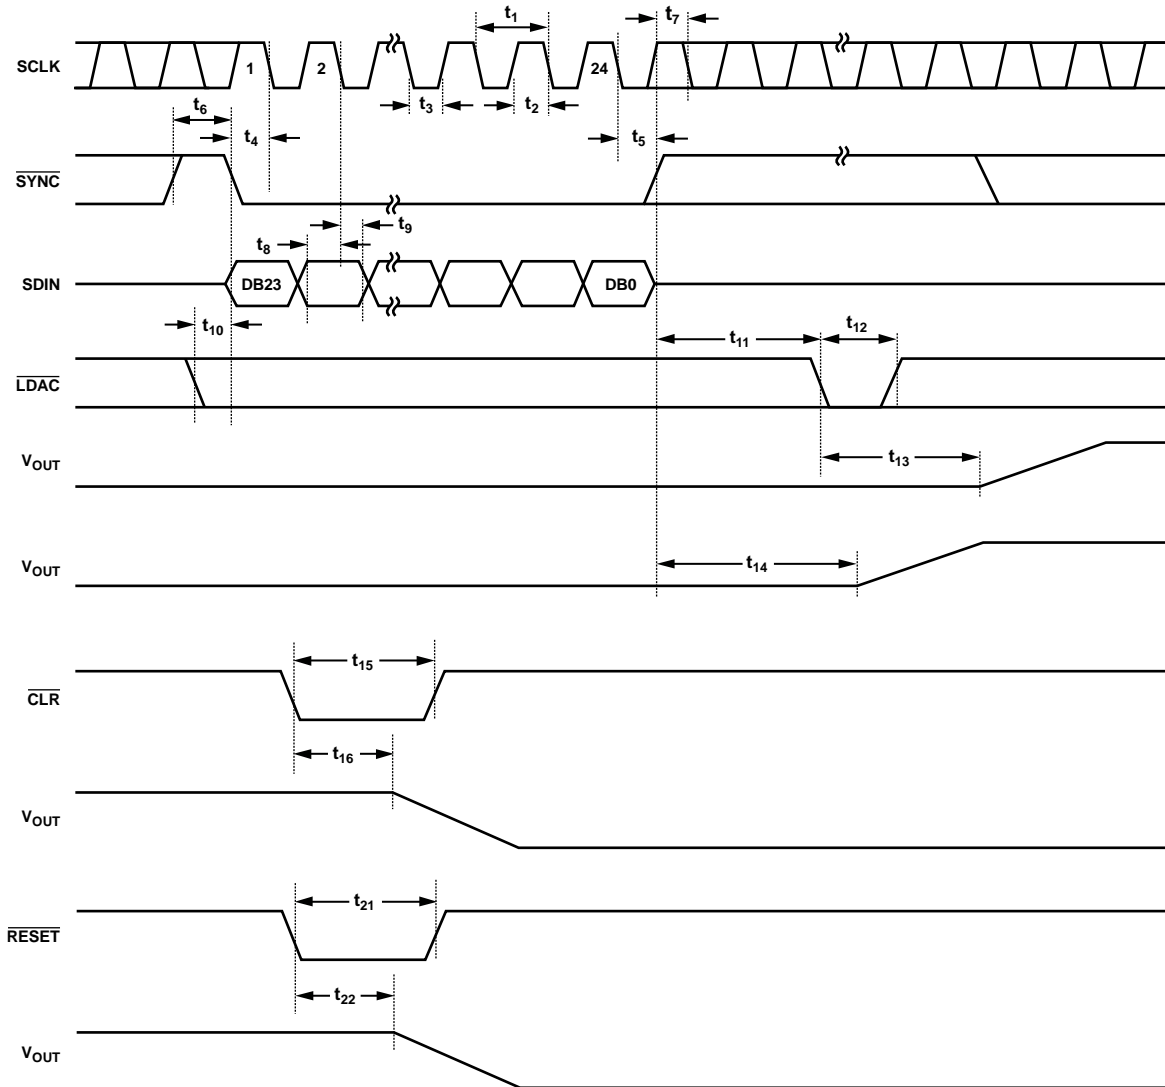 t1
t7
SCLK
1
2
24
t3
t2
t6
t4
t5
SYNC
t9
t8
SDIN
DB23
DB0
t10
t11
t12
LDAC
VOUT
t13
VOUT
t14
t15
CLR
t16
VOUT
t21
RESET
t22
VOUT